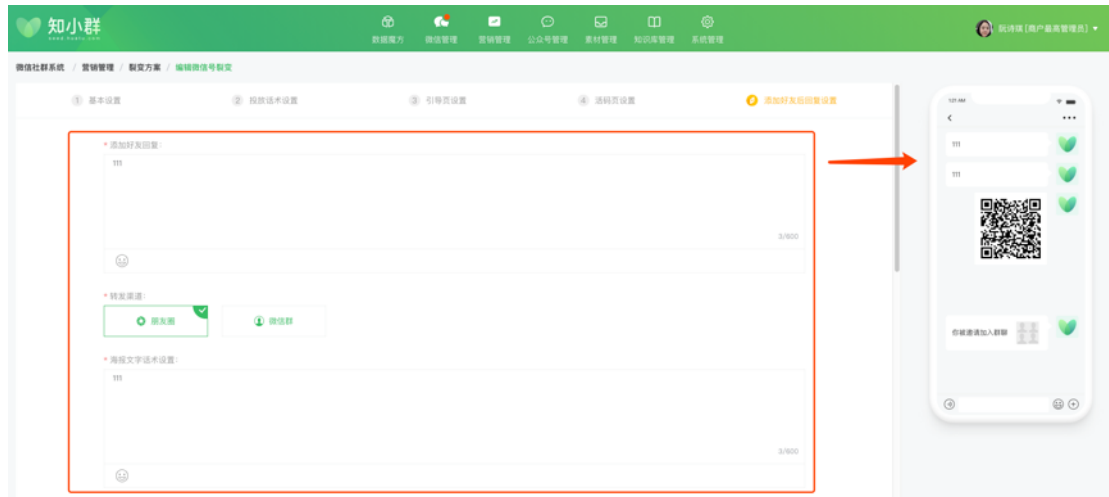 知小群
数据魔方 微信管理 营销管理 公众号管理 素材管理 知识库管理 系统管理
阮诗琪 [商户最高管理员]
微信社群系统 / 营销管理 / 裂变方案 / 编辑微信号裂变
1 基本设置 2 投放话术设置 3 引导页设置 4 活码页设置 添加好友后回复设置
* 添加好友回复:
111
3/600
* 转发渠道:
朋友圈 微信群
* 海报文字话术设置:
111
3/600
1:21 AM
111
111
你被邀请加入群聊